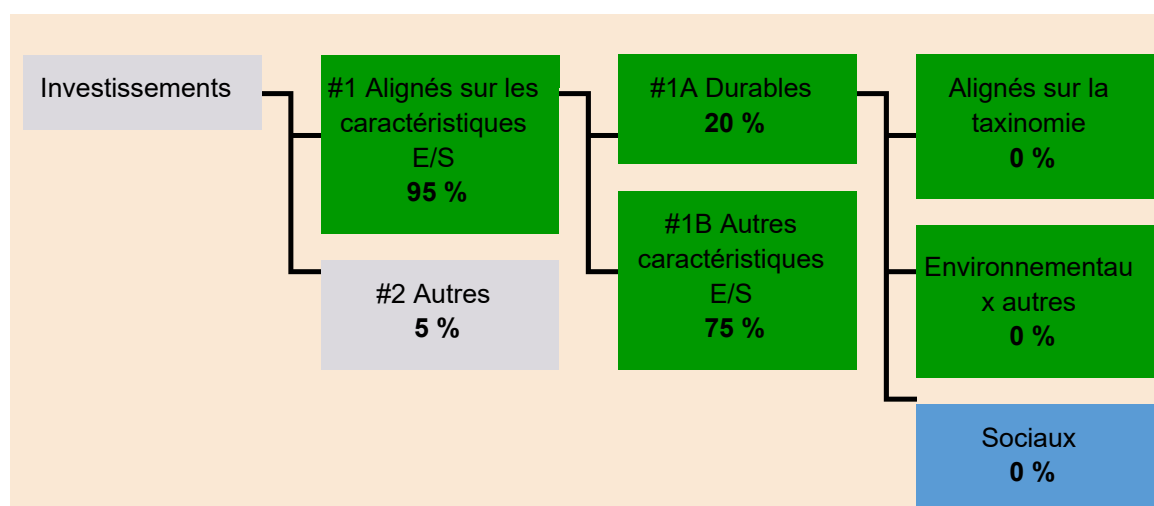 Investissements
#1 Alignés sur les
caractéristiques
E/S
95 %
#2 Autres
5 %
#1A Durables
20 %
#1B Autres
caractéristiques
E/S
75 %
Alignés sur la
taxinomie
0 %
Environnementau
x autres
0 %
Sociaux
0 %